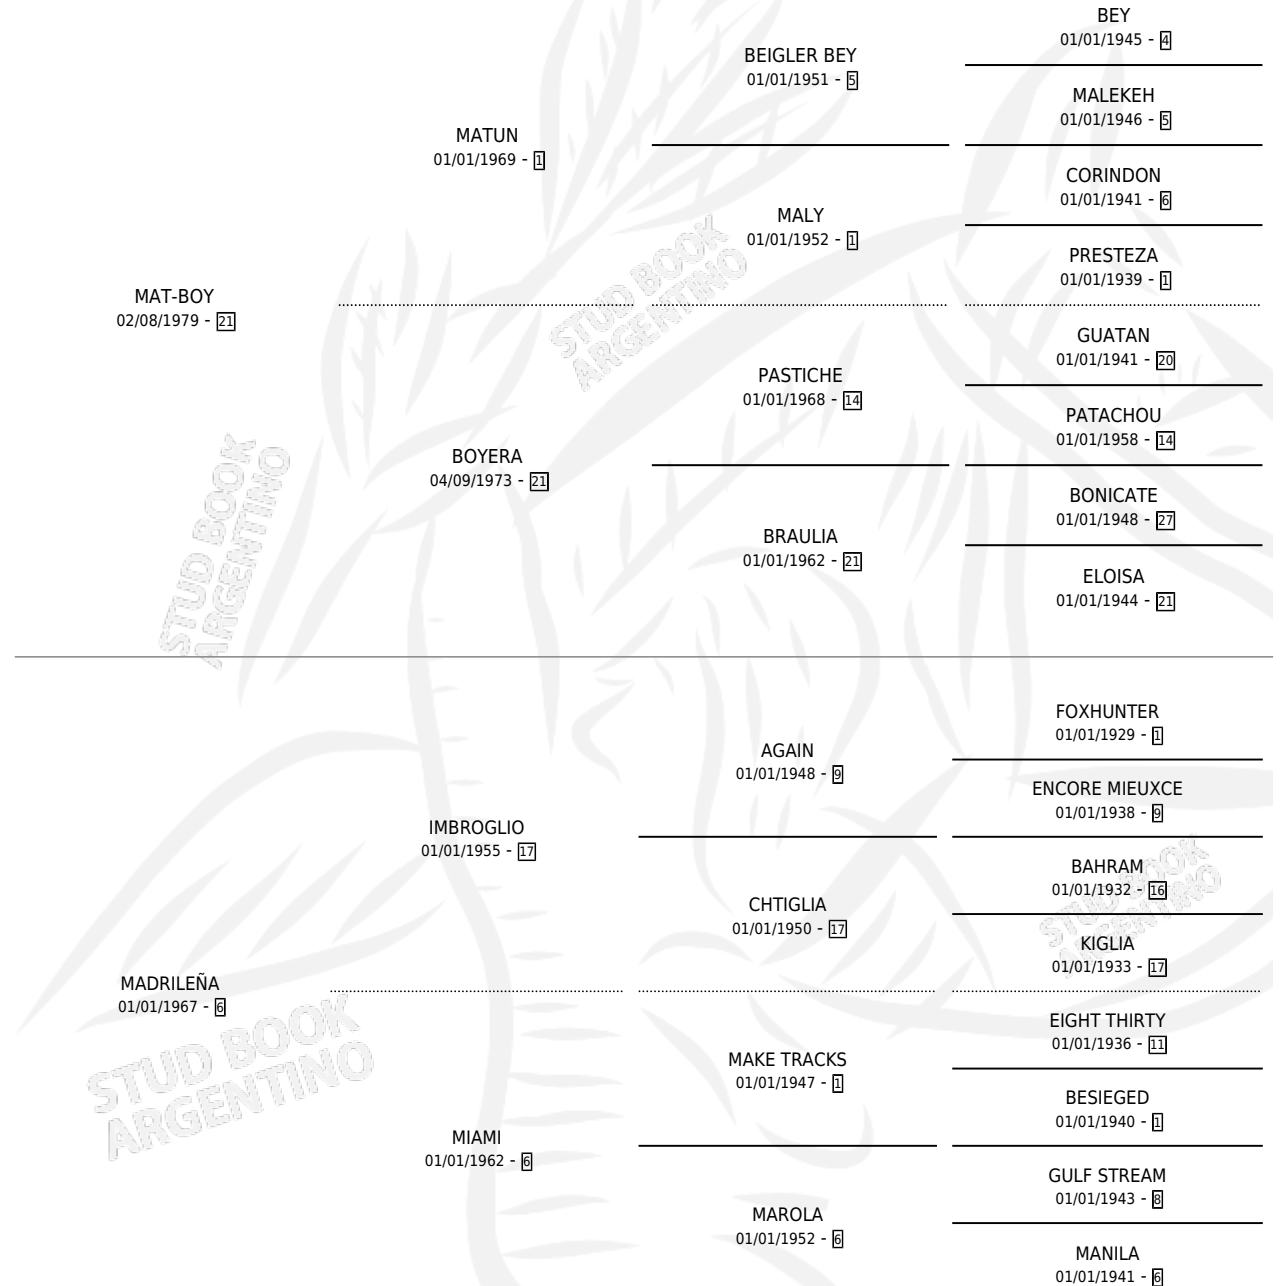 BEY
01/01/1945 - 4
BEIGLER BEY
01/01/1951 - 5
MALEKEH
01/01/1946 - 5
MATUN
01/01/1969 - 1
CORINDON
01/01/1941 - 6
MALY
01/01/1952 - 1
PRESTEZA
01/01/1939 - 1
MAT-BOY
02/08/1979 - 21
GUATAN
01/01/1941 - 20
PASTICHE
01/01/1968 - 14
PATACHOU
01/01/1958 - 14
BOYERA
04/09/1973 - 21
BONICATE
01/01/1948 - 27
BRAULIA
01/01/1962 - 21
ELOISA
01/01/1944 - 21
FOXHUNTER
01/01/1929 - 1
AGAIN
01/01/1948 - 9
ENCORE MIEUXCE
01/01/1938 - 9
IMBROGLIO
01/01/1955 - 17
BAHRAM
01/01/1932 - 16
CHTIGLIA
01/01/1950 - 17
KIGLIA
01/01/1933 - 17
MADRILEÑA
01/01/1967 - 6
EIGHT THIRTY
01/01/1936 - 11
MAKE TRACKS
01/01/1947 - 1
BESIEGED
01/01/1940 - 1
MIAMI
01/01/1962 - 6
GULF STREAM
01/01/1943 - 8
MAROLA
01/01/1952 - 6
MANILA
01/01/1941 - 6
STUD BOOK
ARGENTINO
STUD BOOK
ARGENTINO
STUD BOOK
ARGENTINO
STUD BOOK
ARGENTINO